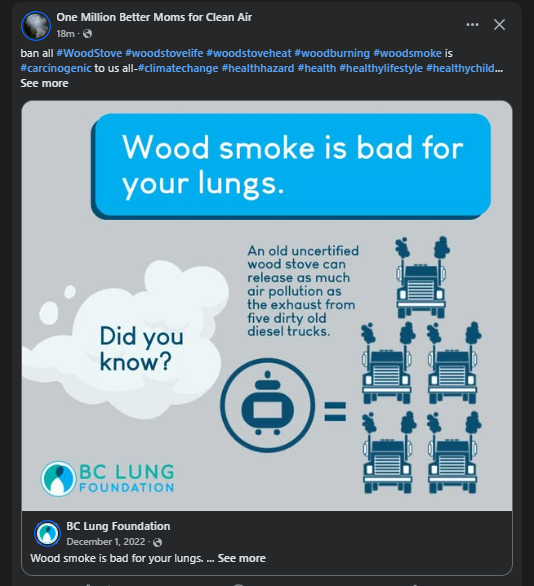 One Million Better Moms for Clean Air
18m ·
ban all #WoodStove #woodstovelife #woodstoveheat #woodburning #woodsmoke is
#carcinogenic to us all-#climatechange #healthhazard #health #healthylifestyle #healthychild...
See more
Wood smoke is bad for
your lungs.
An old uncertified
wood stove can
release as much
air pollution as
the exhaust from
five dirty old
diesel trucks.
Did you
know?
=
BC LUNG
FOUNDATION
BC Lung Foundation
December 1, 2022 ·
Wood smoke is bad for your lungs. ... See more